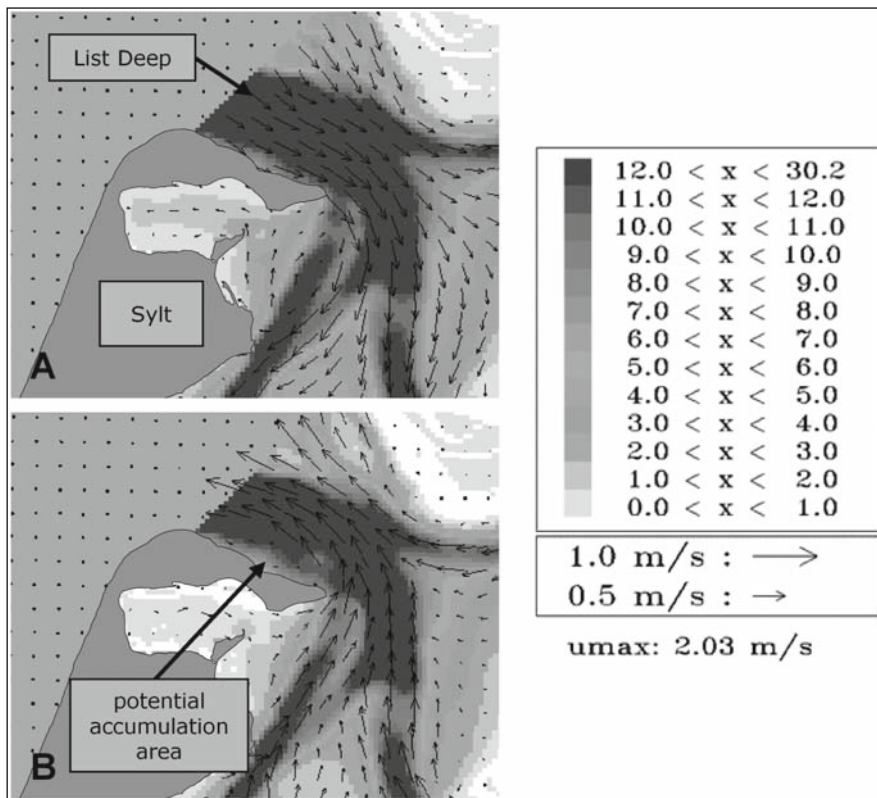 List Deep
Sylt
A
potential
accumulation
area
B
12.0 < x < 30.2
11.0 < x < 12.0
10.0 < x < 11.0
9.0 < x < 10.0
8.0 < x < 9.0
7.0 < x < 8.0
6.0 < x < 7.0
5.0 < x < 6.0
4.0 < x < 5.0
3.0 < x < 4.0
2.0 < x < 3.0
1.0 < x < 2.0
0.0 < x < 1.0
1.0 m/s :
0.5 m/s :
umax: 2.03 m/s